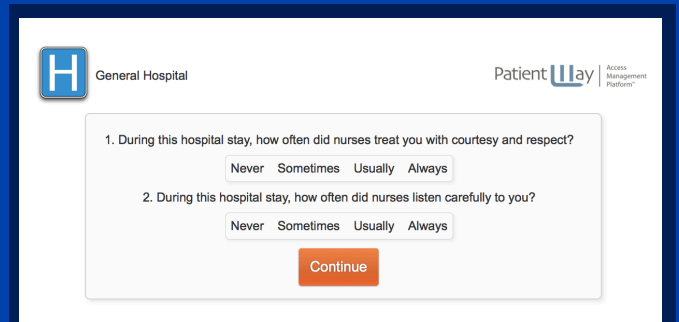 H
General Hospital
Patient Way
Access
Management
Platform™
1. During this hospital stay, how often did nurses treat you with courtesy and respect?
Never Sometimes Usually Always
2. During this hospital stay, how often did nurses listen carefully to you?
Never Sometimes Usually Always
Continue